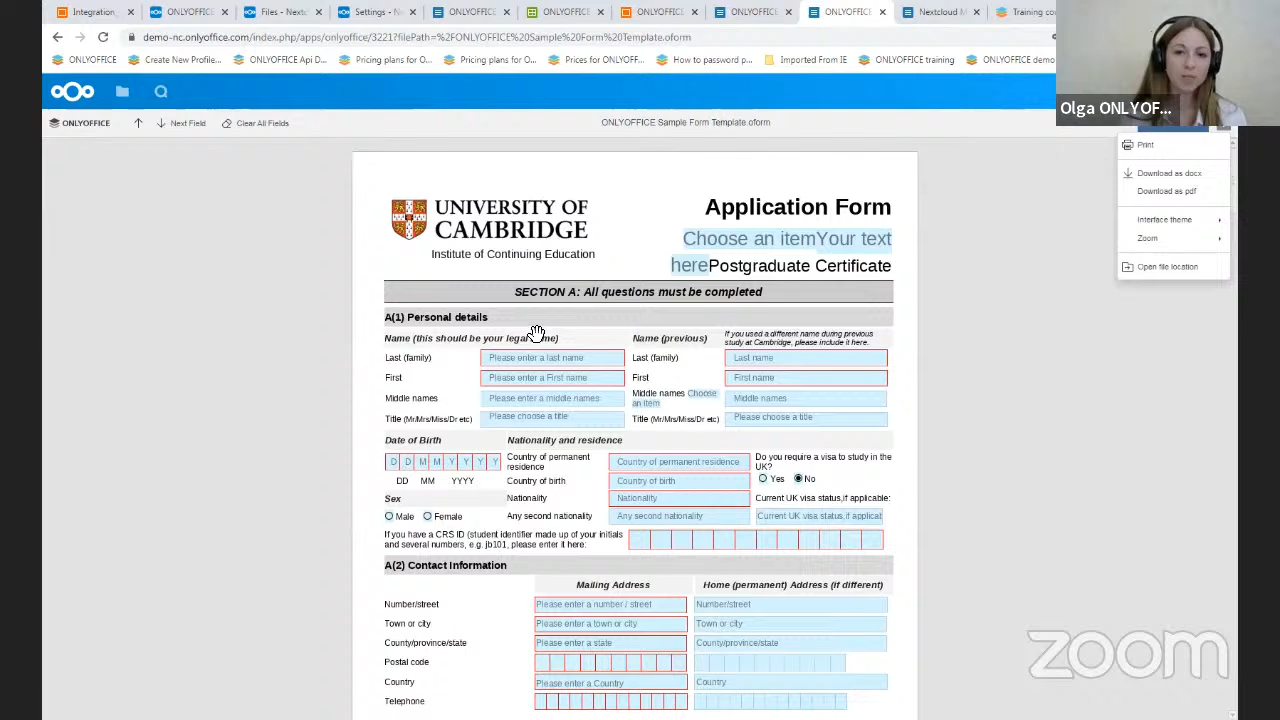 Integration
ONLYOFFICE
Files - Nextc
Settings - Nc
ONLYOFFICE
ONLYOFFICE
ONLYOFFICE
ONLYOFFICE
ONLYOFFICE
Nextcloud M
Training co
demo-nc.onlyoffice.com/index.php/apps/onlyoffice/3221?filePath=%2FONLYOFFICE%20Sample%20Form%20Template.oform
ONLYOFFICE
Create New Profile...
ONLYOFFICE Api D...
Pricing plans for O...
Pricing plans for O...
Prices for ONLYOFF...
How to password p...
Imported From IE
ONLYOFFICE training
ONLYOFFICE demo
Olga ONLYOF...
ONLYOFFICE
Next Field
Clear All Fields
ONLYOFFICE Sample Form Template.oform
Print
Download as docx
Download as pdf
Interface theme
Zoom
Open file location
UNIVERSITY OF
CAMBRIDGE
Institute of Continuing Education
Application Form
Choose an itemYour text
herePostgraduate Certificate
SECTION A: All questions must be completed
A(1) Personal details
Name (this should be your legal name)
Name (previous)
If you used a different name during previous
study at Cambridge, please include it here.
Last (family)
Please enter a last name
Last (family)
Last name
First
Please enter a First name
First
First name
Middle names
Please enter a middle names
Middle names Choose
an item
Middle names
Title (Mr/Mrs/Miss/Dr etc)
Please choose a title
Title (Mr/Mrs/Miss/Dr etc)
Please choose a title
Date of Birth
Nationality and residence
D D M M Y Y Y Y
Country of permanent
residence
Country of permanent residence
Do you require a visa to study in the
UK?
DD MM YYYY
Country of birth
Country of birth
Yes No
Sex
Nationality
Nationality
Current UK visa status,if applicable:
Male Female
Any second nationality
Any second nationality
Current UK visa status,if applicat
If you have a CRS ID (student identifier made up of your initials
and several numbers, e.g. jb101, please enter it here:
A(2) Contact Information
Mailing Address
Home (permanent) Address (if different)
Number/street
Please enter a number / street
Number/street
Town or city
Please enter a town or city
Town or city
County/province/state
Please enter a state
County/province/state
Postal code
Country
Please enter a Country
Country
Telephone
zoom